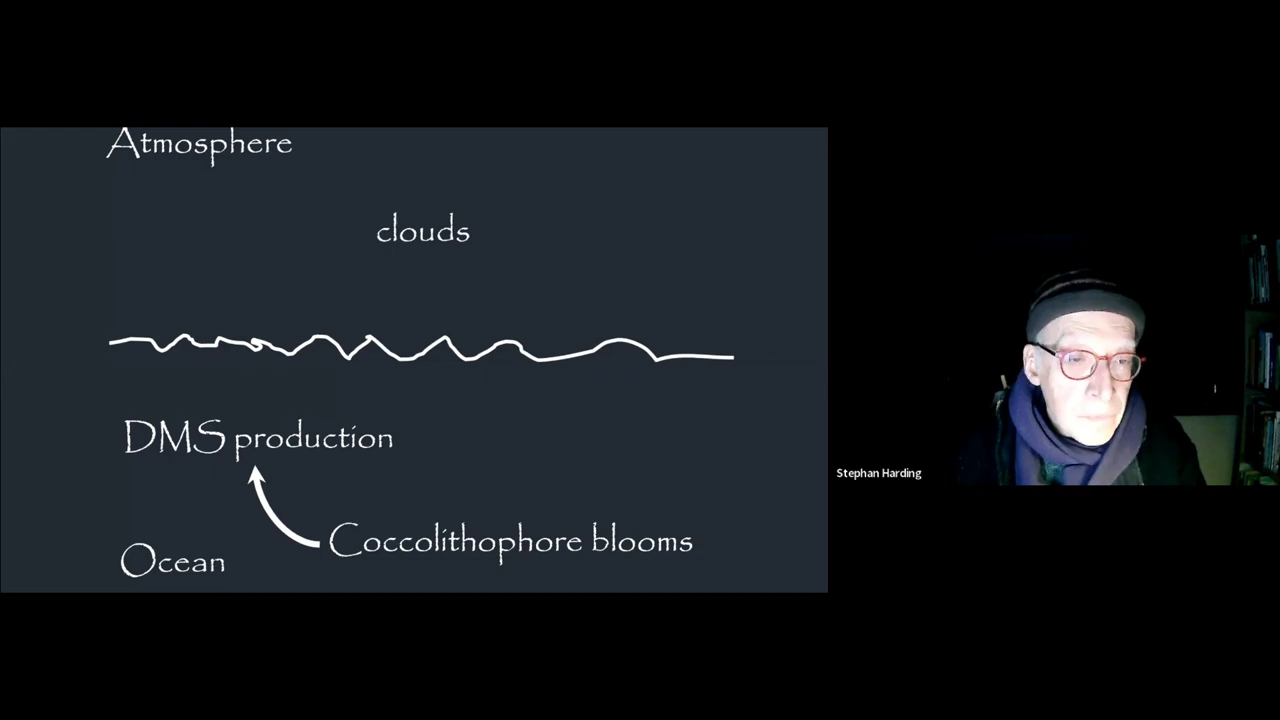 Atmosphere
clouds
DMS production
Coccolithophore blooms
Ocean
Stephan Harding